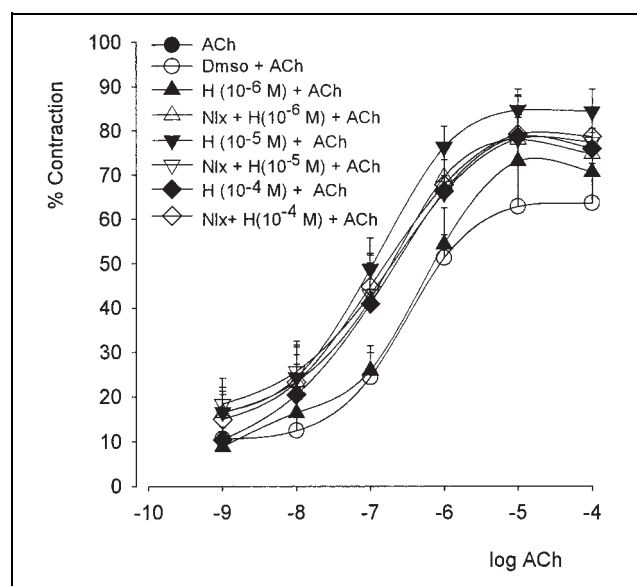 100
90
80
70
60
50
40
30
20
10
0
% Contraction
ACh
Dmso + ACh
H (10⁻⁶ M) + ACh
Nlx + H(10⁻⁶ M) + ACh
H (10⁻⁵ M) + ACh
Nlx + H(10⁻⁵ M) + ACh
H (10⁻⁴ M) + ACh
Nlx+ H(10⁻⁴ M) + ACh
-10 -9 -8 -7 -6 -5 -4
log ACh